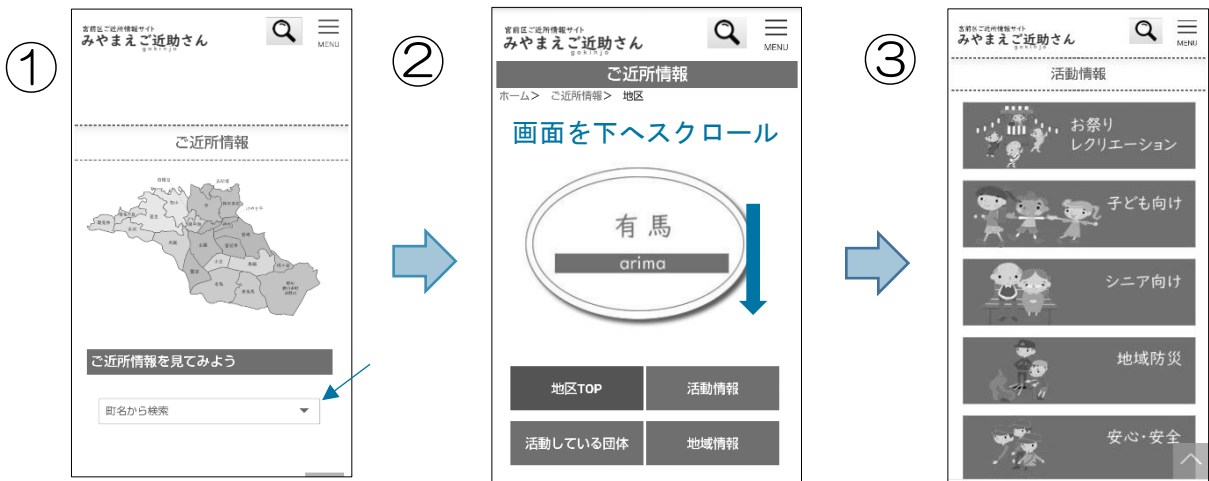 ①
宮前区ご近所情報サイト
みやまえご近助さん
gokinjo
MENU
ご近所情報
有馬
ご近所情報を見てみよう
町名から検索
②
宮前区ご近所情報サイト
みやまえご近助さん
gokinjo
MENU
ご近所情報
ホーム＞ ご近所情報＞ 地区
画面を下へスクロール
有馬
arima
地区TOP
活動情報
活動している団体
地域情報
③
宮前区ご近所情報サイト
みやまえご近助さん
gokinjo
MENU
活動情報
お祭り
レクリエーション
子ども向け
シニア向け
地域防災
安心・安全